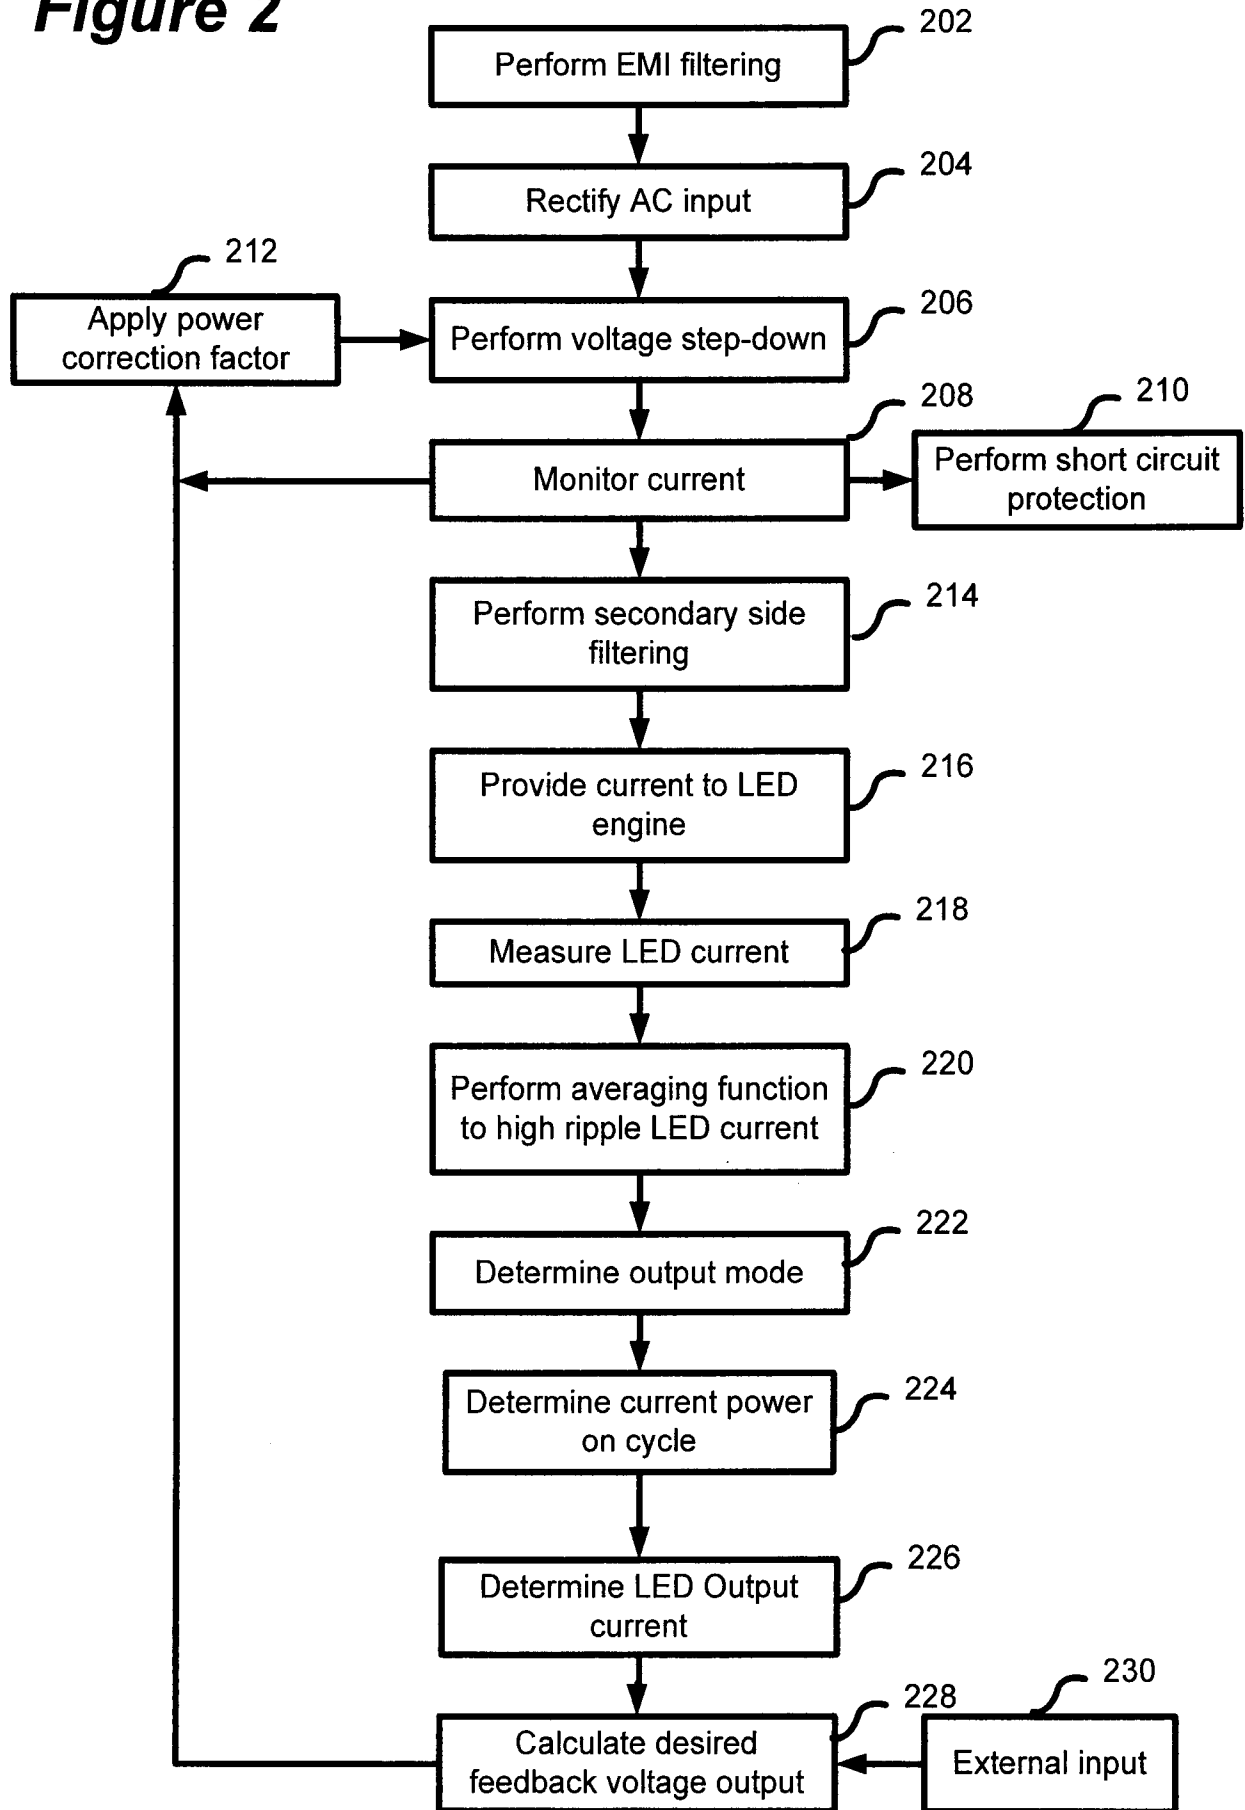 Figure 2
202
Perform EMI filtering
204
Rectify AC input
212
Apply power
correction factor
206
Perform voltage step-down
208
Monitor current
210
Perform short circuit
protection
214
Perform secondary side
filtering
216
Provide current to LED
engine
218
Measure LED current
220
Perform averaging function
to high ripple LED current
222
Determine output mode
224
Determine current power
on cycle
226
Determine LED Output
current
228
Calculate desired
feedback voltage output
230
External input